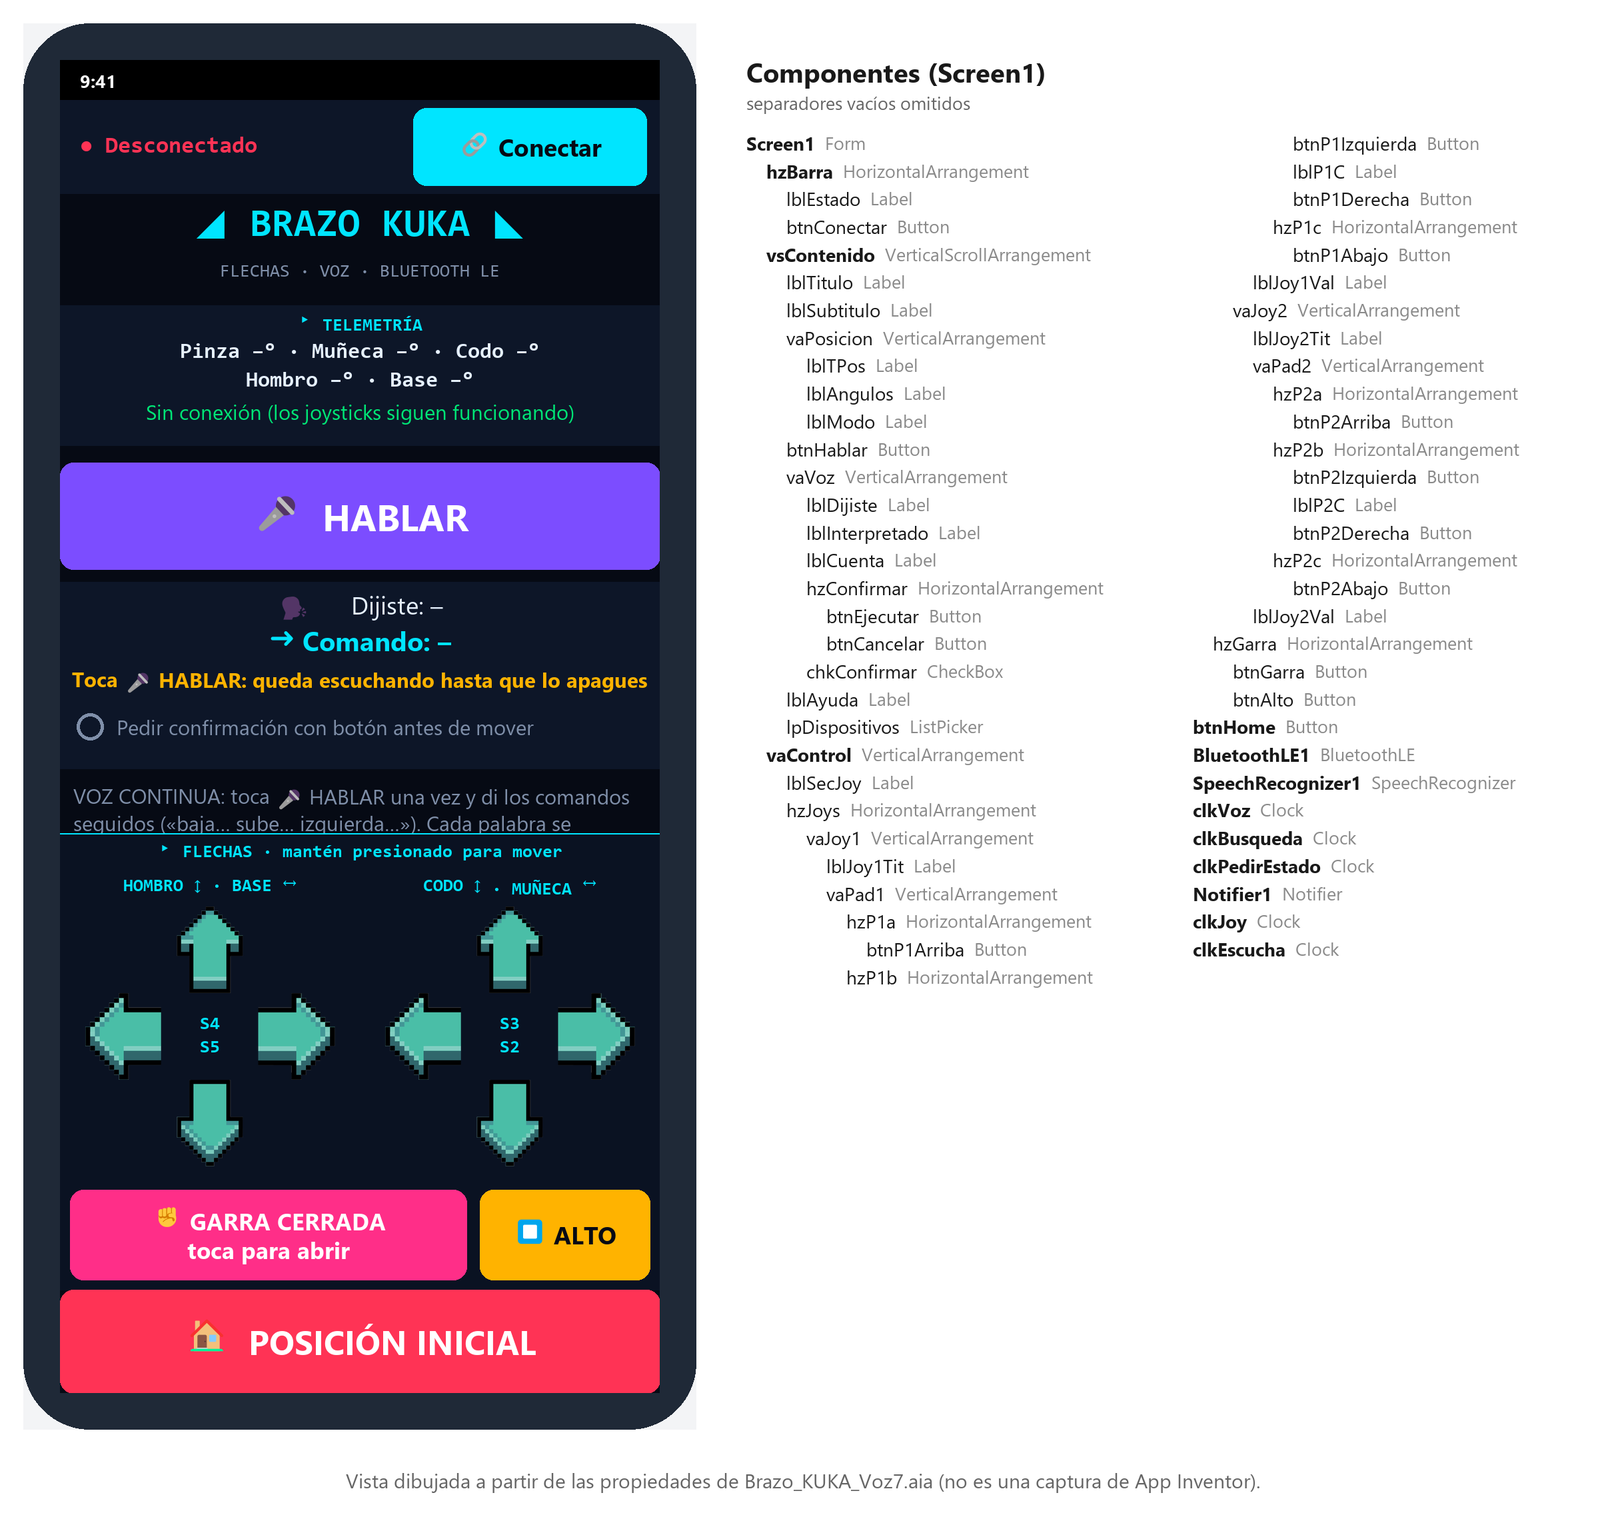 9:41
● Desconectado
🔗 Conectar
◢ BRAZO KUKA ◣
FLECHAS · VOZ · BLUETOOTH LE
‣ TELEMETRÍA
Pinza –° · Muñeca –° · Codo –°
Hombro –° · Base –°
Sin conexión (los joysticks siguen funcionando)
🎤 HABLAR
🗣 Dijiste: –
➜ Comando: –
Toca 🎤 HABLAR: queda escuchando hasta que lo apagues
Pedir confirmación con botón antes de mover
VOZ CONTINUA: toca 🎤 HABLAR una vez y di los comandos
seguidos («baja... sube... izquierda...»). Cada palabra se
‣ FLECHAS · mantén presionado para mover
HOMBRO ↕ · BASE ↔
CODO ↕ · MUÑECA ↔
S4
S5
S3
S2
✊ GARRA CERRADA
toca para abrir
⏹ ALTO
🏠 POSICIÓN INICIAL
Componentes (Screen1)
separadores vacíos omitidos
Screen1 Form
hzBarra HorizontalArrangement
lblEstado Label
btnConectar Button
vsContenido VerticalScrollArrangement
lblTitulo Label
lblSubtitulo Label
vaPosicion VerticalArrangement
lblTPos Label
lblAngulos Label
lblModo Label
btnHablar Button
vaVoz VerticalArrangement
lblDijiste Label
lblInterpretado Label
lblCuenta Label
hzConfirmar HorizontalArrangement
btnEjecutar Button
btnCancelar Button
chkConfirmar CheckBox
lblAyuda Label
lpDispositivos ListPicker
vaControl VerticalArrangement
lblSecJoy Label
hzJoys HorizontalArrangement
vaJoy1 VerticalArrangement
lblJoy1Tit Label
vaPad1 VerticalArrangement
hzP1a HorizontalArrangement
btnP1Arriba Button
hzP1b HorizontalArrangement
btnP1Izquierda Button
lblP1C Label
btnP1Derecha Button
hzP1c HorizontalArrangement
btnP1Abajo Button
lblJoy1Val Label
vaJoy2 VerticalArrangement
lblJoy2Tit Label
vaPad2 VerticalArrangement
hzP2a HorizontalArrangement
btnP2Arriba Button
hzP2b HorizontalArrangement
btnP2Izquierda Button
lblP2C Label
btnP2Derecha Button
hzP2c HorizontalArrangement
btnP2Abajo Button
lblJoy2Val Label
hzGarra HorizontalArrangement
btnGarra Button
btnAlto Button
btnHome Button
BluetoothLE1 BluetoothLE
SpeechRecognizer1 SpeechRecognizer
clkVoz Clock
clkBusqueda Clock
clkPedirEstado Clock
Notifier1 Notifier
clkJoy Clock
clkEscucha Clock
Vista dibujada a partir de las propiedades de Brazo_KUKA_Voz7.aia (no es una captura de App Inventor).